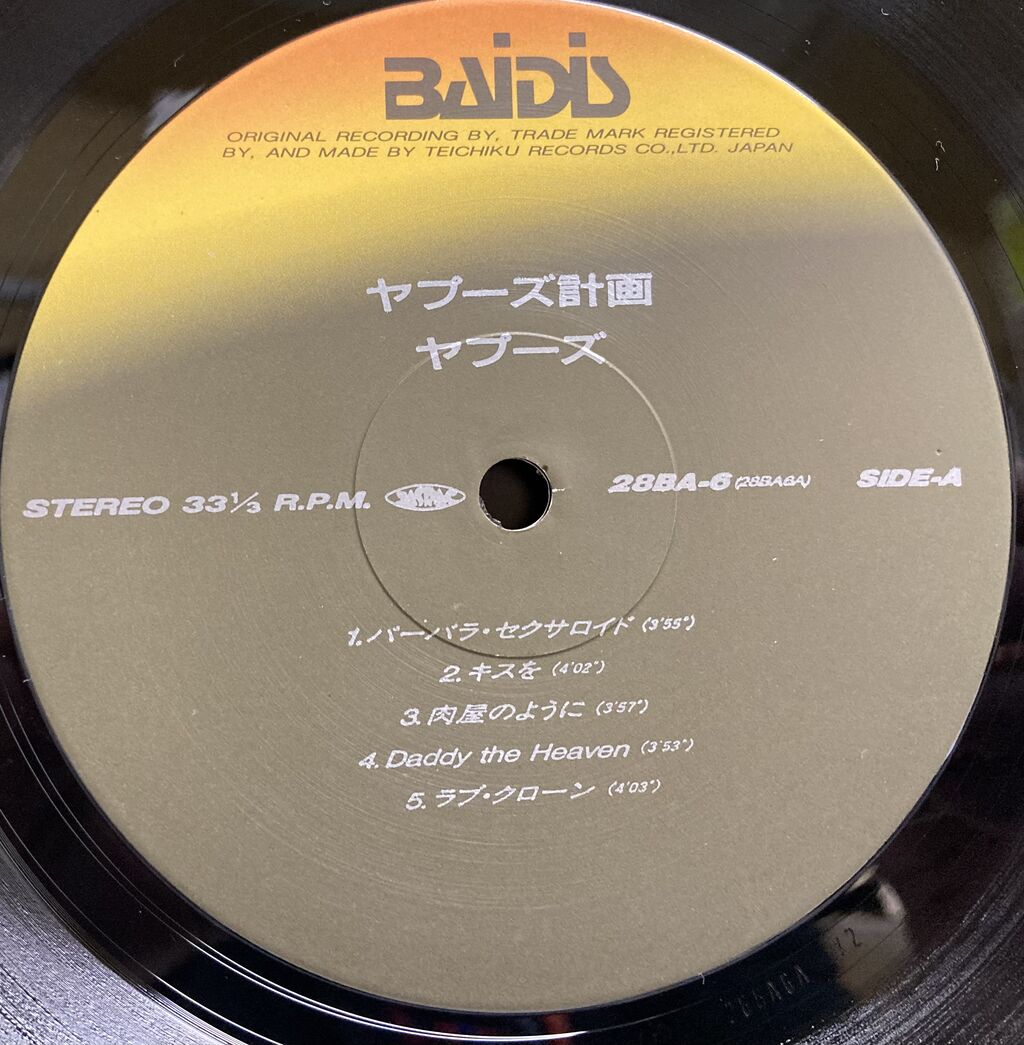 BAIDIS
ORIGINAL RECORDING BY, TRADE MARK REGISTERED
BY, AND MADE BY TEICHIKU RECORDS CO.,LTD. JAPAN
ヤプーズ計画
ヤプーズ
STEREO 33⅓ R.P.M. 28BA-6 (28BA6A) SIDE-A
1. バーバラ・セクサロイド (3'55")
2. キスを (4'02")
3. 肉屋のように (3'57")
4. Daddy the Heaven (3'53")
5. ラブ・クローン (4'03")